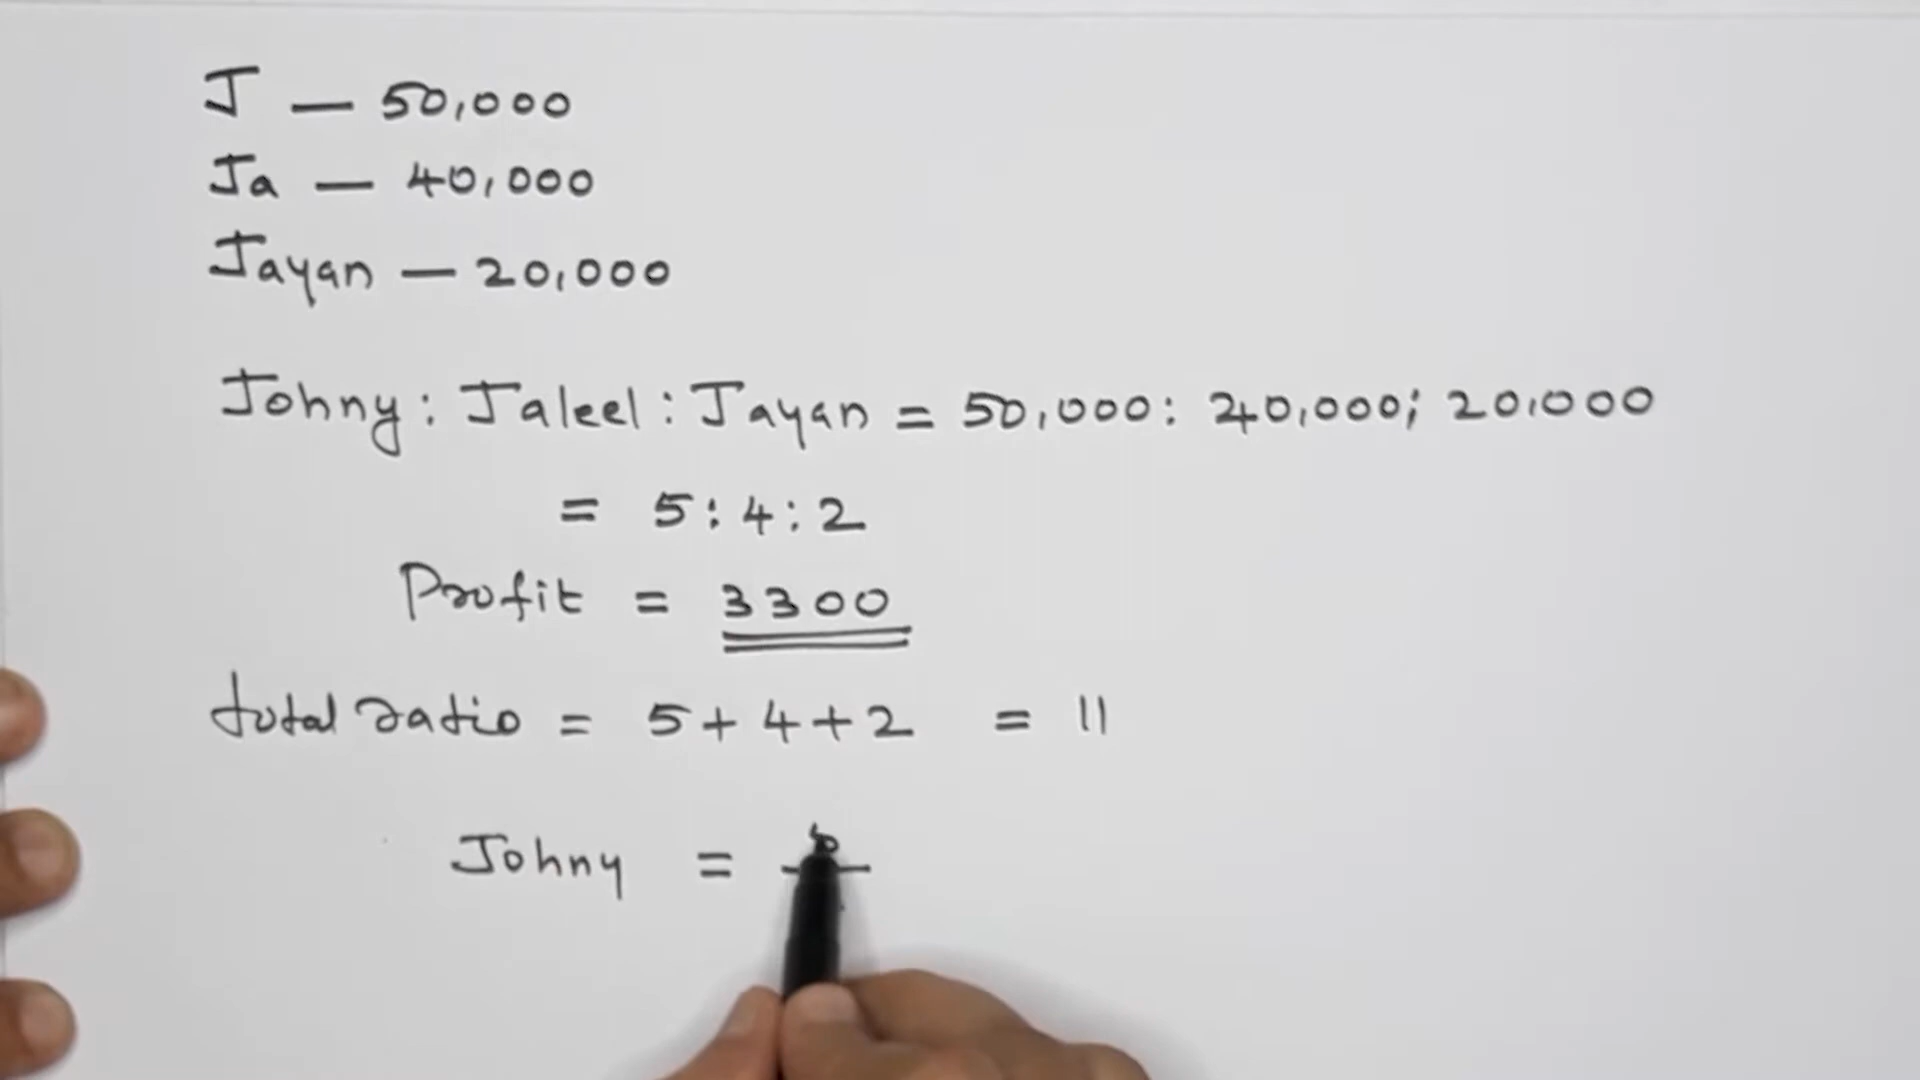 J — 50,000
Ja — 40,000
Jayan — 20,000
Johny : Jaleel : Jayan = 50,000 : 40,000 ; 20,000
= 5 : 4 : 2
Profit = 3300
total ratio = 5 + 4 + 2 = 11
Johny =